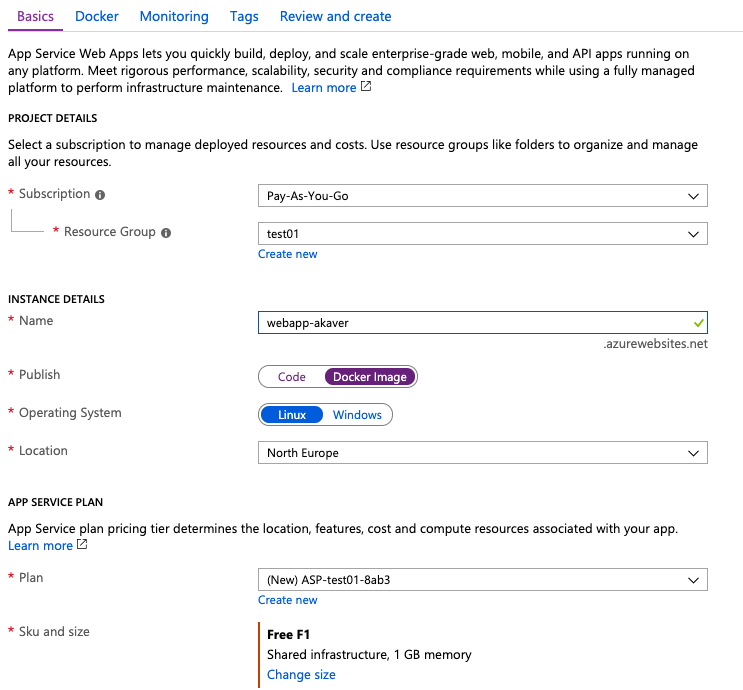 Basics Docker Monitoring Tags Review and create
App Service Web Apps lets you quickly build, deploy, and scale enterprise-grade web, mobile, and API apps running on
any platform. Meet rigorous performance, scalability, security and compliance requirements while using a fully managed
platform to perform infrastructure maintenance. Learn more
PROJECT DETAILS
Select a subscription to manage deployed resources and costs. Use resource groups like folders to organize and manage
all your resources.
* Subscription Pay-As-You-Go
* Resource Group test01
Create new
INSTANCE DETAILS
* Name webapp-akaver
.azurewebsites.net
* Publish Code Docker Image
* Operating System Linux Windows
* Location North Europe
APP SERVICE PLAN
App Service plan pricing tier determines the location, features, cost and compute resources associated with your app.
Learn more
* Plan (New) ASP-test01-8ab3
Create new
* Sku and size Free F1
Shared infrastructure, 1 GB memory
Change size